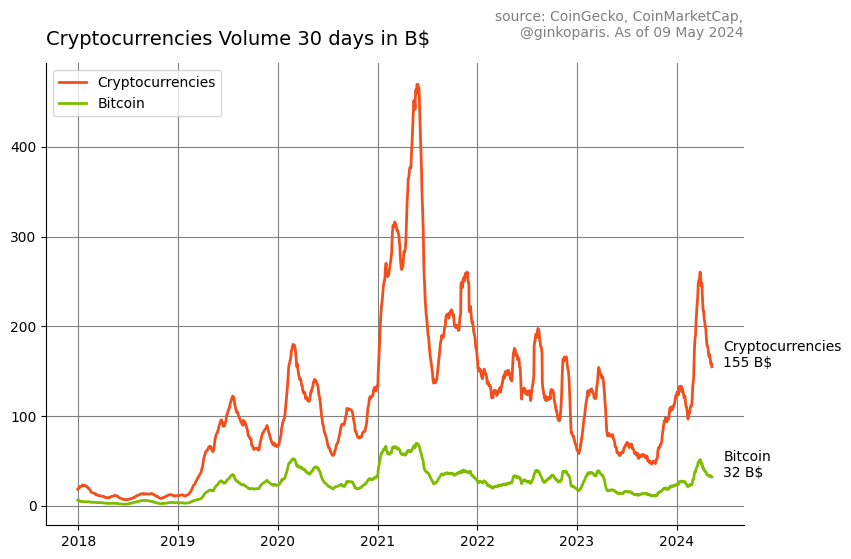 source: CoinGecko, CoinMarketCap,
@ginkoparis. As of 09 May 2024
Cryptocurrencies Volume 30 days in B$
Cryptocurrencies
Bitcoin
400
300
200
100
0
Cryptocurrencies
155 B$
Bitcoin
32 B$
2018 2019 2020 2021 2022 2023 2024